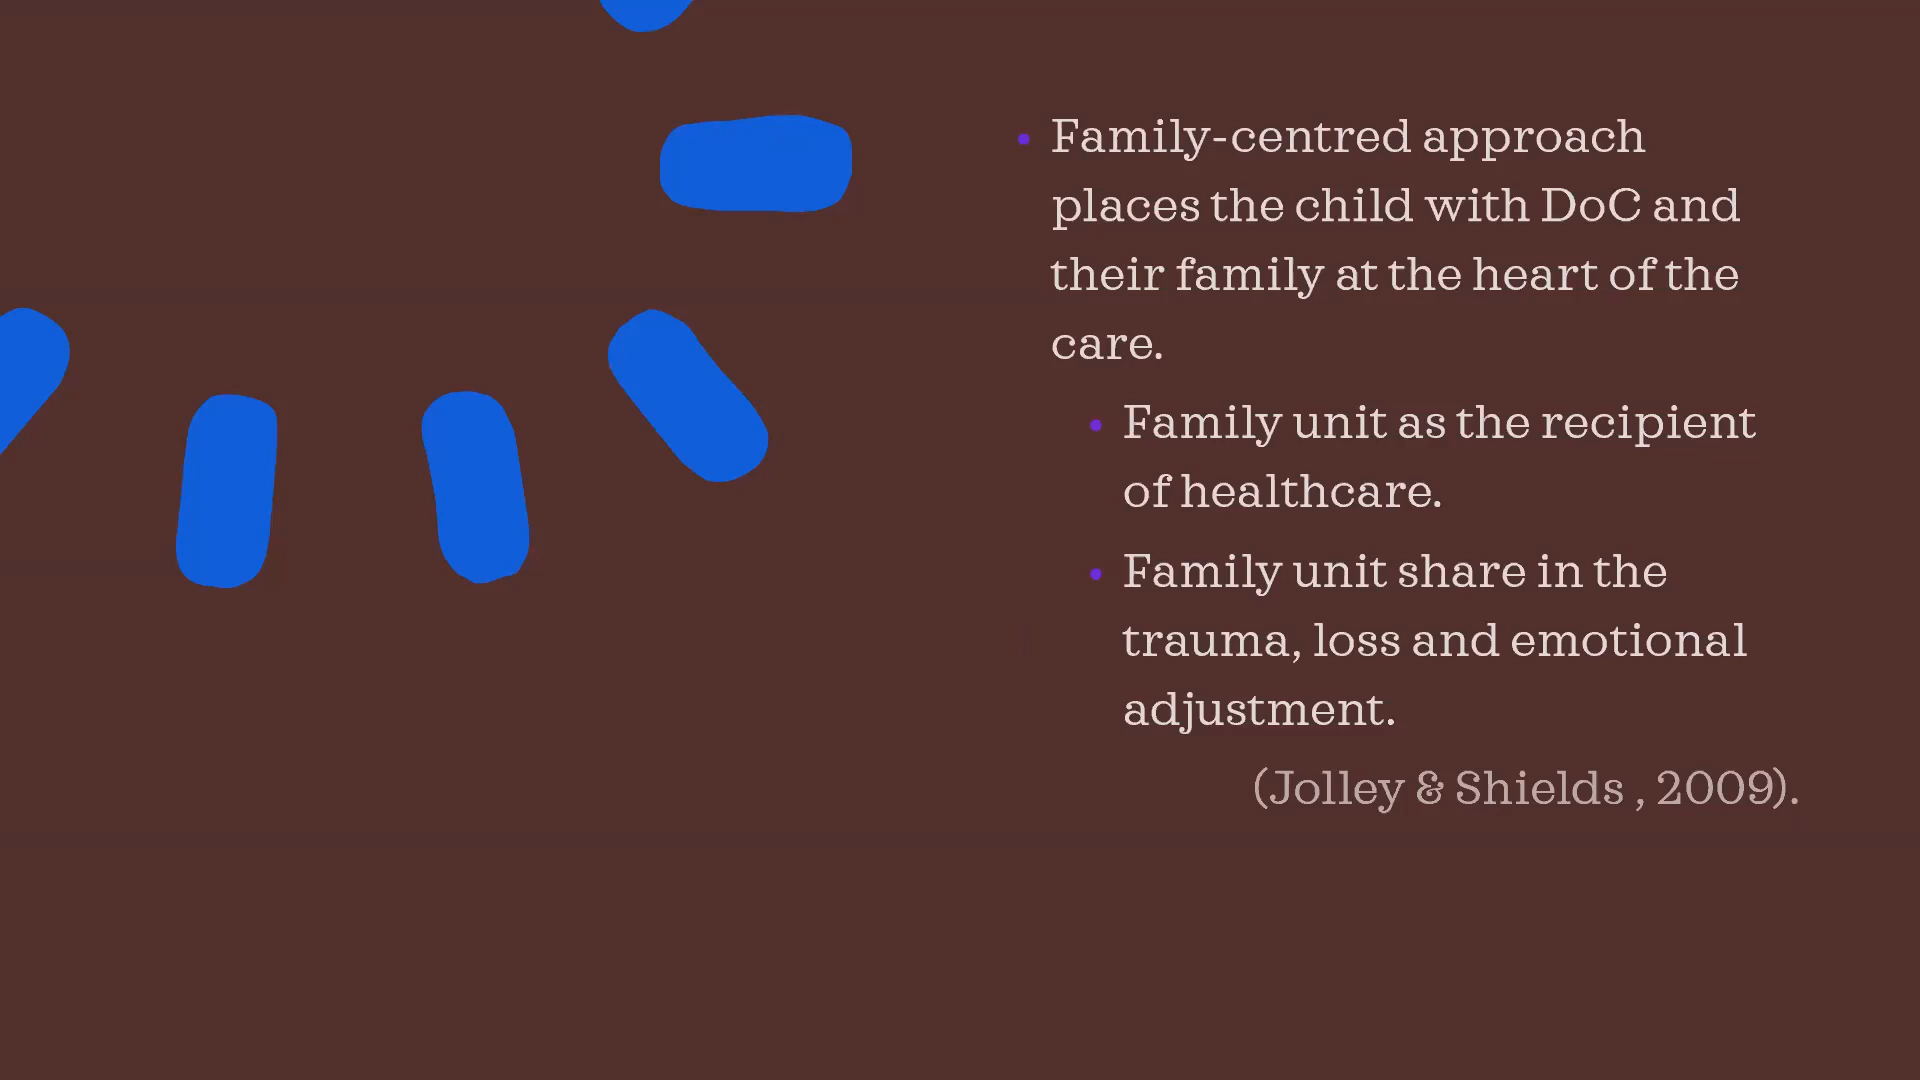 Family-centred approach
places the child with DoC and
their family at the heart of the
care.
Family unit as the recipient
of healthcare.
Family unit share in the
trauma, loss and emotional
adjustment.
(Jolley & Shields , 2009).